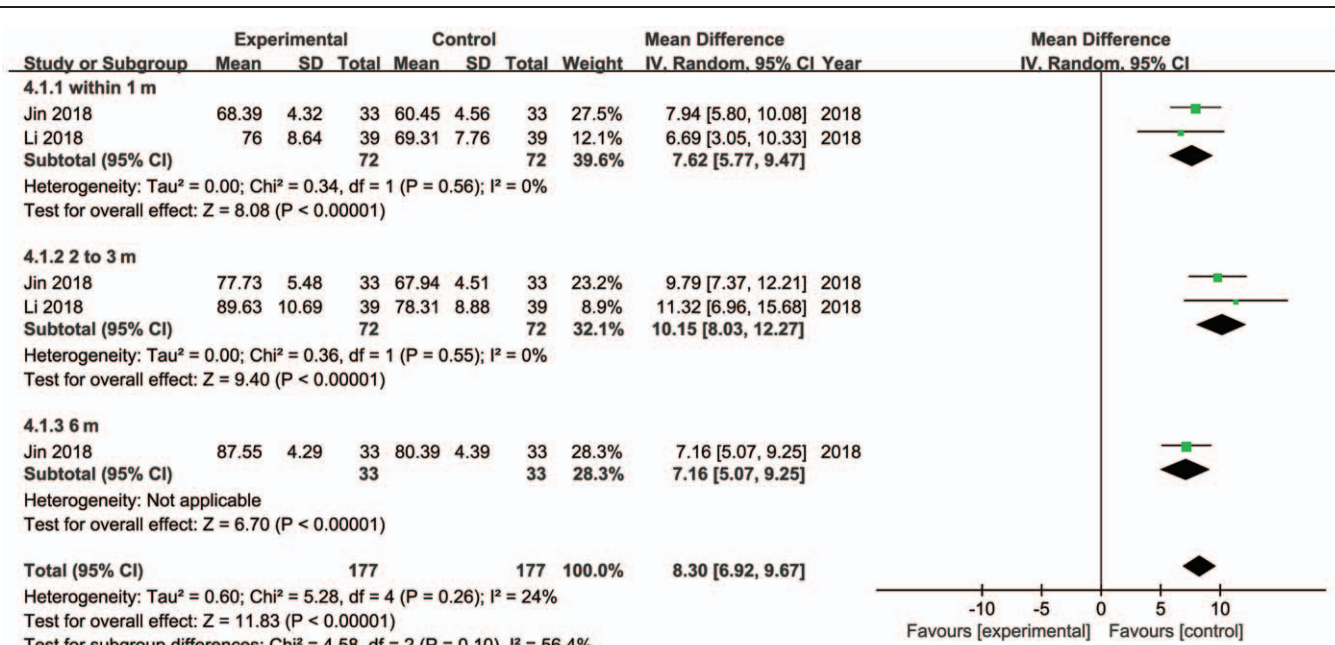 Experimental Control Mean Difference Mean Difference
Study or Subgroup Mean SD Total Mean SD Total Weight IV, Random, 95% CI Year IV, Random, 95% CI
4.1.1 within 1 m
Jin 2018 68.39 4.32 33 60.45 4.56 33 27.5% 7.94 [5.80, 10.08] 2018
Li 2018 76 8.64 39 69.31 7.76 39 12.1% 6.69 [3.05, 10.33] 2018
Subtotal (95% CI) 72 72 39.6% 7.62 [5.77, 9.47]
Heterogeneity: Tau² = 0.00; Chi² = 0.34, df = 1 (P = 0.56); I² = 0%
Test for overall effect: Z = 8.08 (P < 0.00001)
4.1.2 2 to 3 m
Jin 2018 77.73 5.48 33 67.94 4.51 33 23.2% 9.79 [7.37, 12.21] 2018
Li 2018 89.63 10.69 39 78.31 8.88 39 8.9% 11.32 [6.96, 15.68] 2018
Subtotal (95% CI) 72 72 32.1% 10.15 [8.03, 12.27]
Heterogeneity: Tau² = 0.00; Chi² = 0.36, df = 1 (P = 0.55); I² = 0%
Test for overall effect: Z = 9.40 (P < 0.00001)
4.1.3 6 m
Jin 2018 87.55 4.29 33 80.39 4.39 33 28.3% 7.16 [5.07, 9.25] 2018
Subtotal (95% CI) 33 33 28.3% 7.16 [5.07, 9.25]
Heterogeneity: Not applicable
Test for overall effect: Z = 6.70 (P < 0.00001)
Total (95% CI) 177 177 100.0% 8.30 [6.92, 9.67]
Heterogeneity: Tau² = 0.60; Chi² = 5.28, df = 4 (P = 0.26); I² = 24%
Test for overall effect: Z = 11.83 (P < 0.00001)
Test for subgroup differences: Chi² = 4.58, df = 2 (P = 0.10), I² = 56.4%
-10 -5 0 5 10
Favours [experimental] Favours [control]